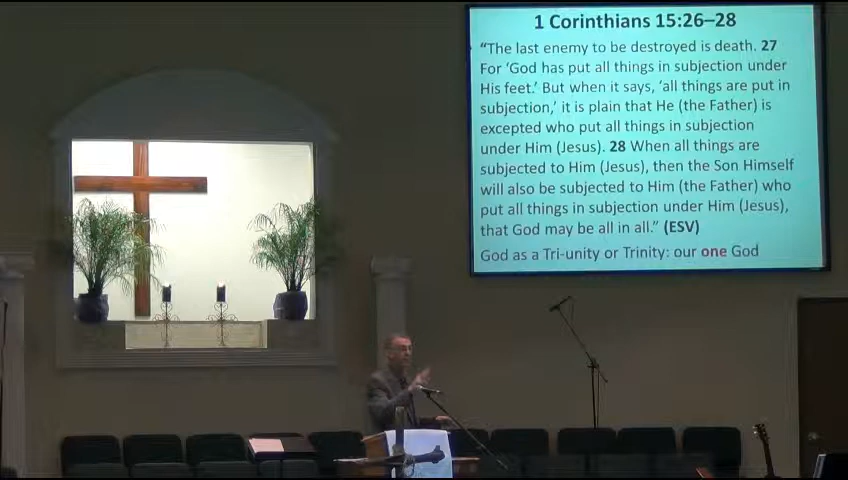 1 Corinthians 15:26–28
“The last enemy to be destroyed is death. 27
For ‘God has put all things in subjection under
His feet.’ But when it says, ‘all things are put in
subjection,’ it is plain that He (the Father) is
excepted who put all things in subjection
under Him (Jesus). 28 When all things are
subjected to Him (Jesus), then the Son Himself
will also be subjected to Him (the Father) who
put all things in subjection under Him (Jesus),
that God may be all in all.” (ESV)
God as a Tri-unity or Trinity: our one God